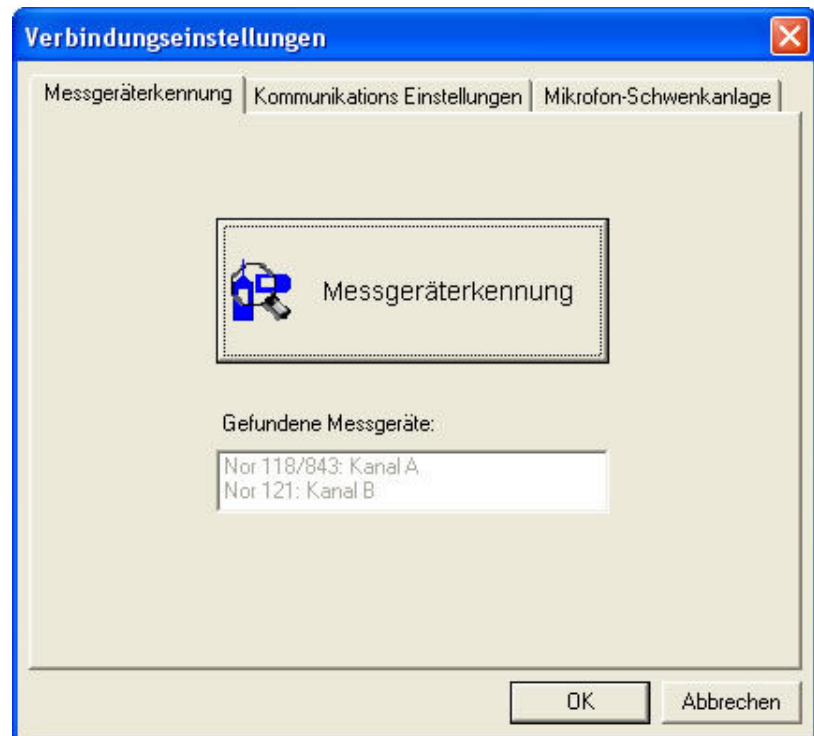 Verbindungseinstellungen
Messgeräterkennung
Kommunikations Einstellungen
Mikrofon-Schwenkanlage
Messgeräterkennung
Gefundene Messgeräte:
Nor 118/843: Kanal A
Nor 121: Kanal B
OK
Abbrechen